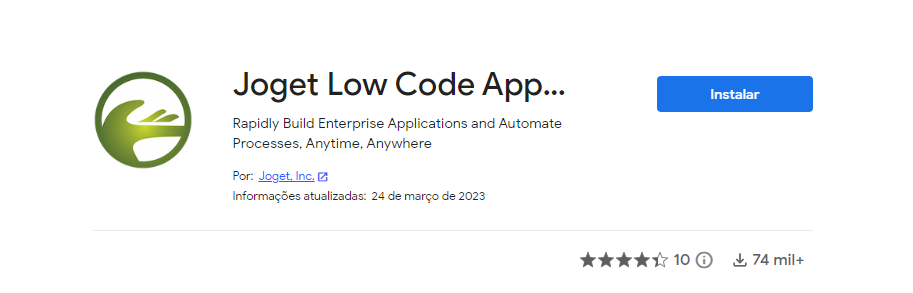 Joget Low Code App...
Instalar
Rapidly Build Enterprise Applications and Automate
Processes, Anytime, Anywhere
Por: Joget, Inc.
Informações atualizadas: 24 de março de 2023
10
74 mil+